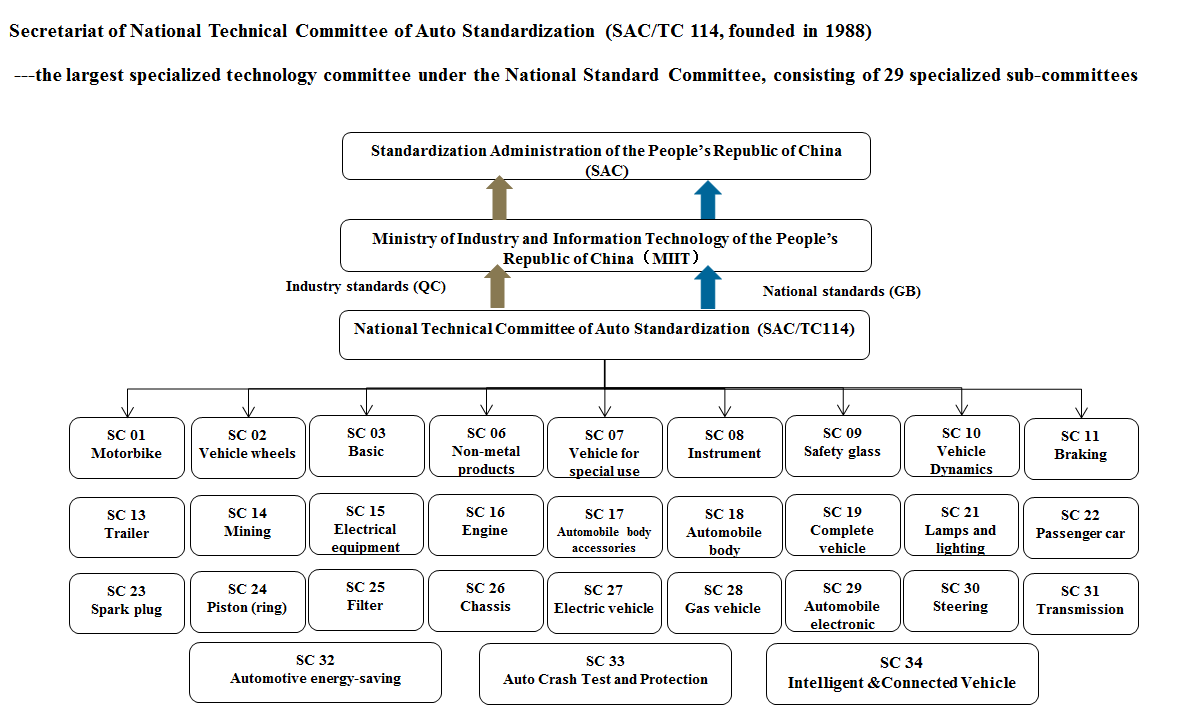 Secretariat of National Technical Committee of Auto Standardization (SAC/TC 114, founded in 1988)
---the largest specialized technology committee under the National Standard Committee, consisting of 29 specialized sub-committees
Standardization Administration of the People's Republic of China
(SAC)
Ministry of Industry and Information Technology of the People's
Republic of China（MIIT）
Industry standards (QC)
National standards (GB)
National Technical Committee of Auto Standardization (SAC/TC114)
SC 01
Motorbike
SC 02
Vehicle wheels
SC 03
Basic
SC 06
Non-metal
products
SC 07
Vehicle for
special use
SC 08
Instrument
SC 09
Safety glass
SC 10
Vehicle
Dynamics
SC 11
Braking
SC 13
Trailer
SC 14
Mining
SC 15
Electrical
equipment
SC 16
Engine
SC 17
Automobile body
accessories
SC 18
Automobile
body
SC 19
Complete
vehicle
SC 21
Lamps and
lighting
SC 22
Passenger car
SC 23
Spark plug
SC 24
Piston (ring)
SC 25
Filter
SC 26
Chassis
SC 27
Electric vehicle
SC 28
Gas vehicle
SC 29
Automobile
electronic
SC 30
Steering
SC 31
Transmission
SC 32
Automotive energy-saving
SC 33
Auto Crash Test and Protection
SC 34
Intelligent &Connected Vehicle